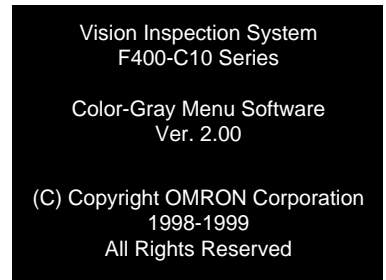 Vision Inspection System
F400-C10 Series
Color-Gray Menu Software
Ver. 2.00
(C) Copyright OMRON Corporation
1998-1999
All Rights Reserved